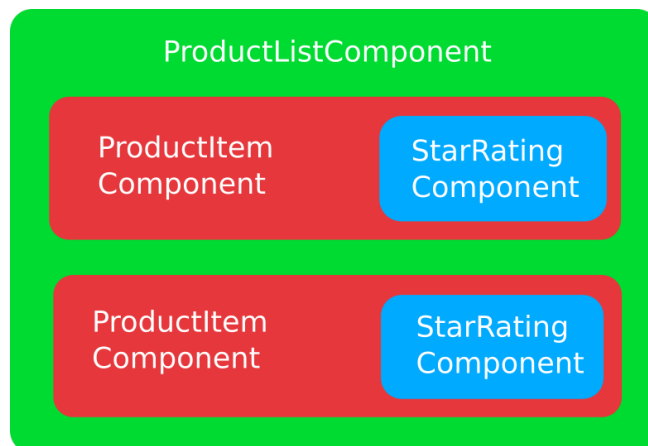 ProductListComponent
ProductItem
Component
StarRating
Component
ProductItem
Component
StarRating
Component